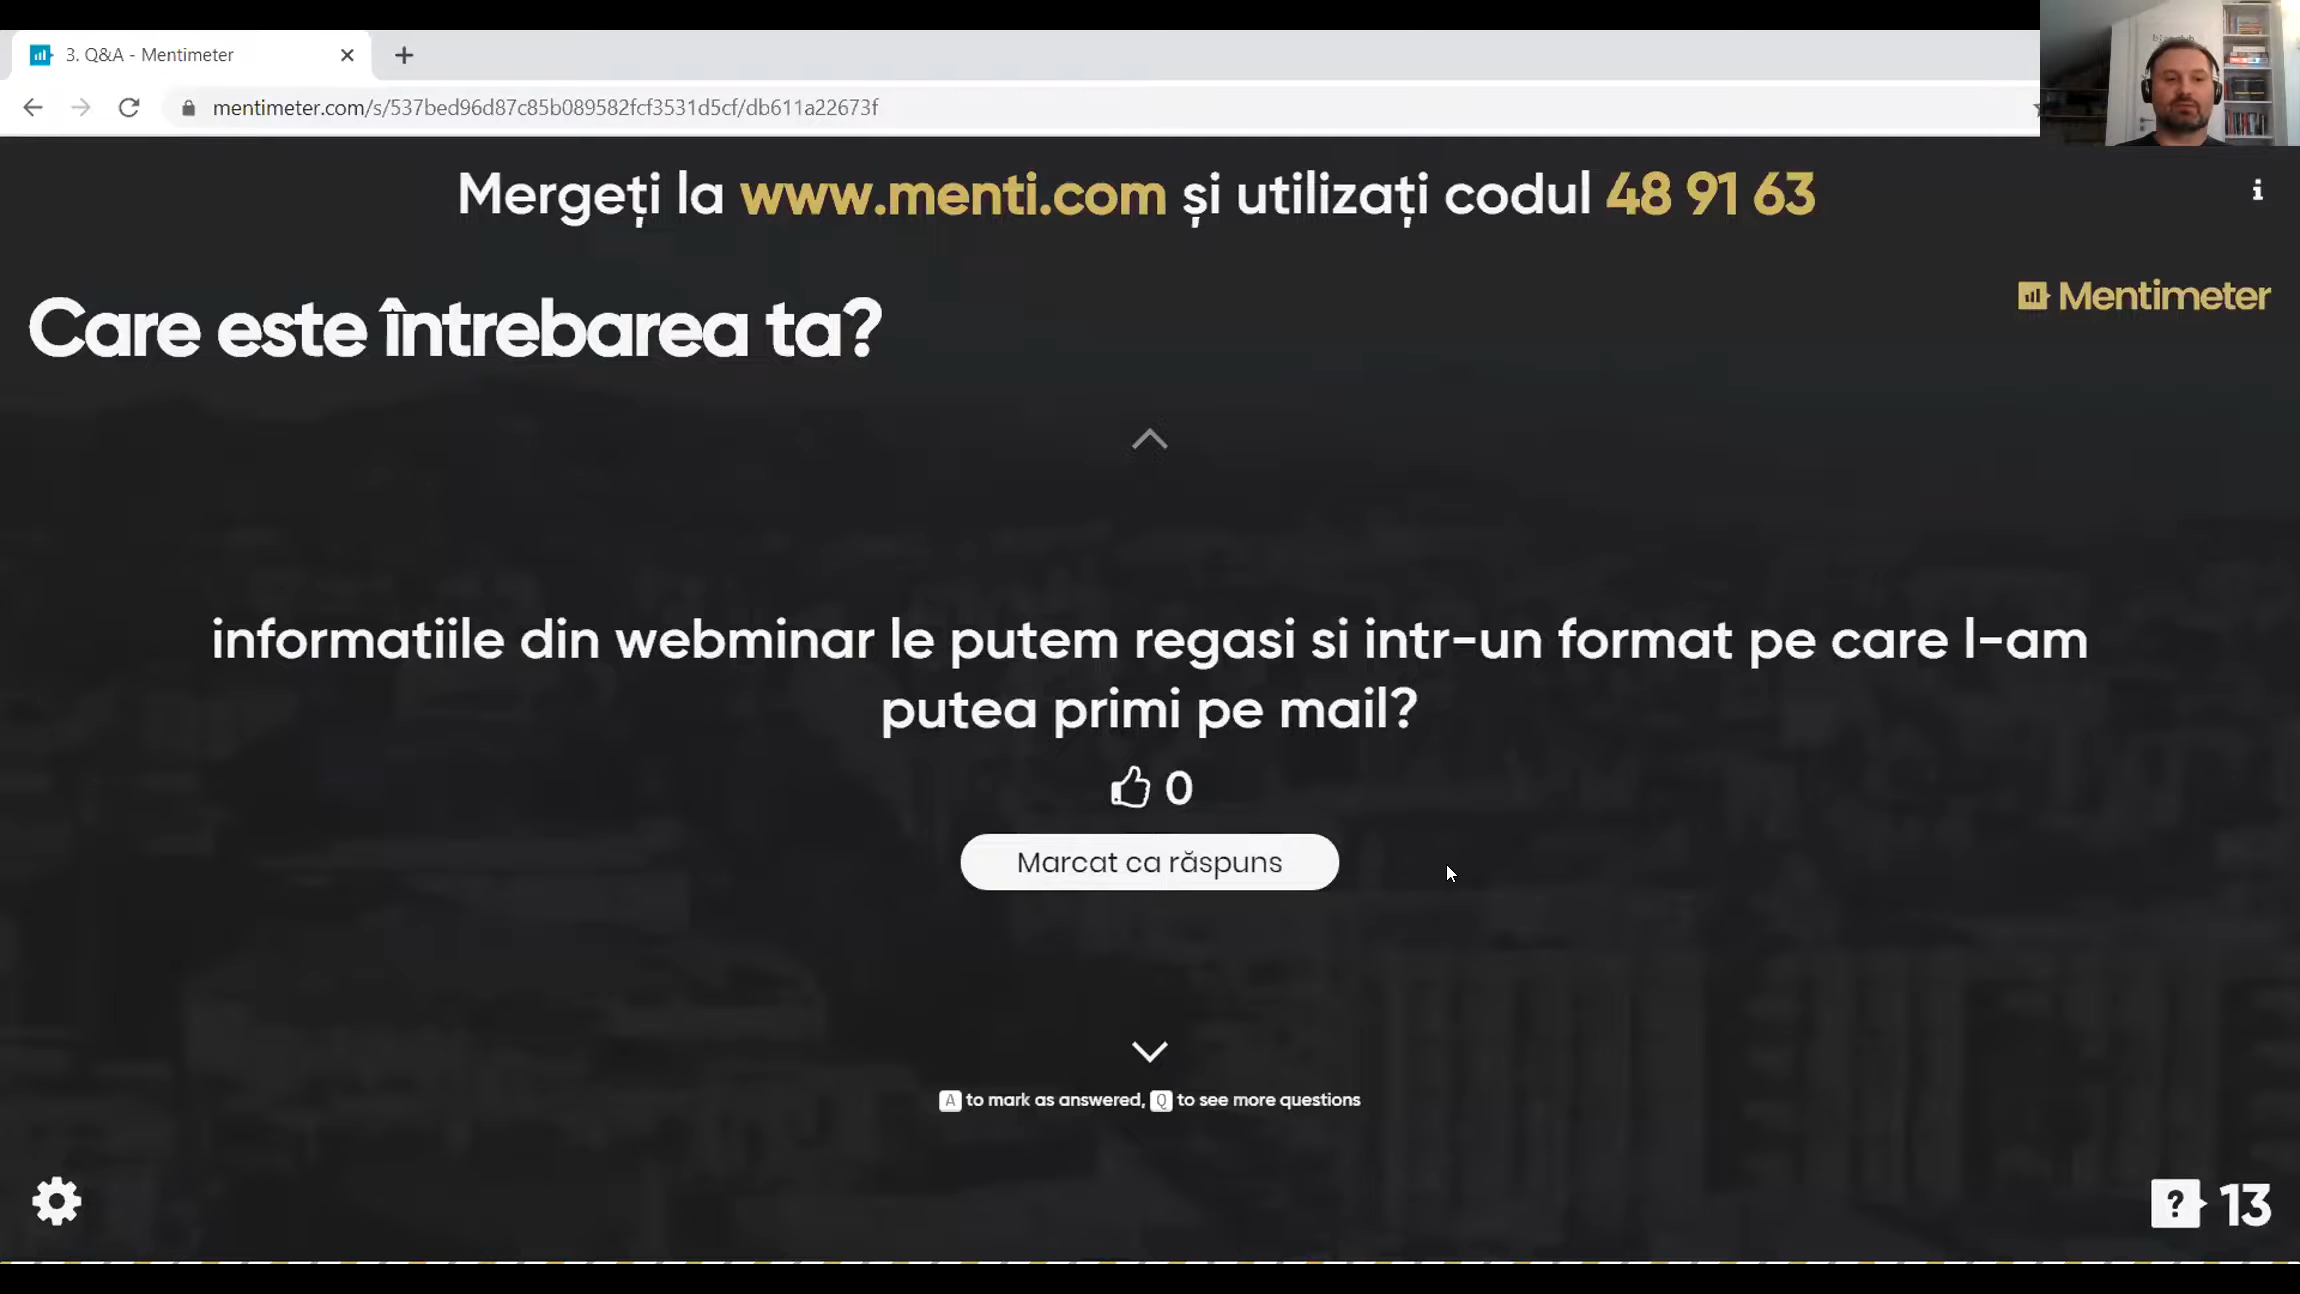 3. Q&A - Mentimeter
mentimeter.com/s/537bed96d87c85b089582fcf3531d5cf/db611a22673f
Mergeți la www.menti.com și utilizați codul 48 91 63
Mentimeter
Care este întrebarea ta?
informatiile din webminar le putem regasi si intr-un format pe care l-am
putea primi pe mail?
0
Marcat ca răspuns
A to mark as answered, Q to see more questions
? 13